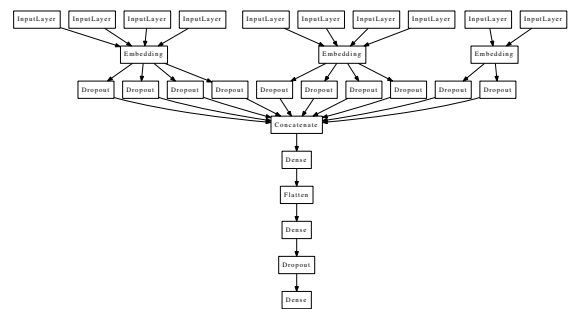 InputLayer InputLayer InputLayer InputLayer InputLayer InputLayer InputLayer InputLayer InputLayer InputLayer
Embedding Embedding Embedding
Dropout Dropout Dropout Dropout Dropout Dropout Dropout Dropout Dropout Dropout
Concatenate
Dense
Flatten
Dense
Dropout
Dense